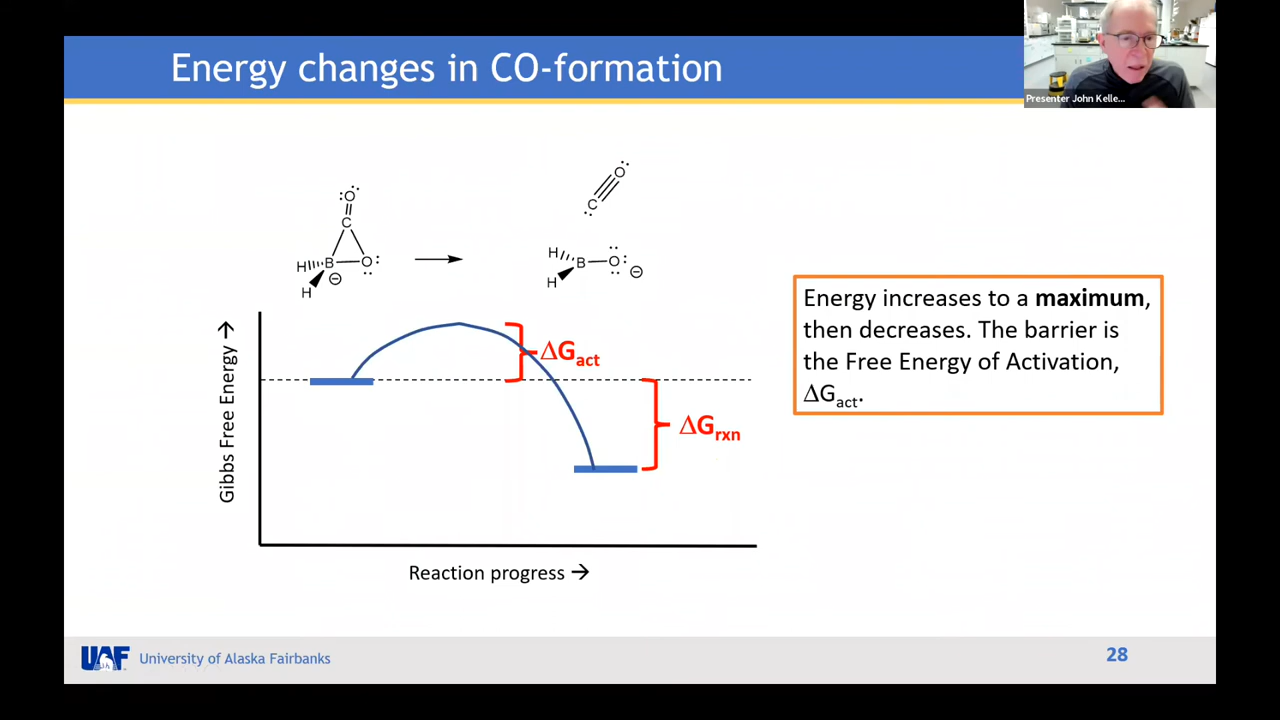 Energy changes in CO-formation
Presenter John Kelle...
:O:
C
H B O:
⊖
H
O:
:C
H B O: ⊖
H
Energy increases to a maximum,
then decreases. The barrier is
the Free Energy of Activation,
ΔGact.
Gibbs Free Energy →
ΔGact
ΔGrxn
Reaction progress →
UAF University of Alaska Fairbanks
28